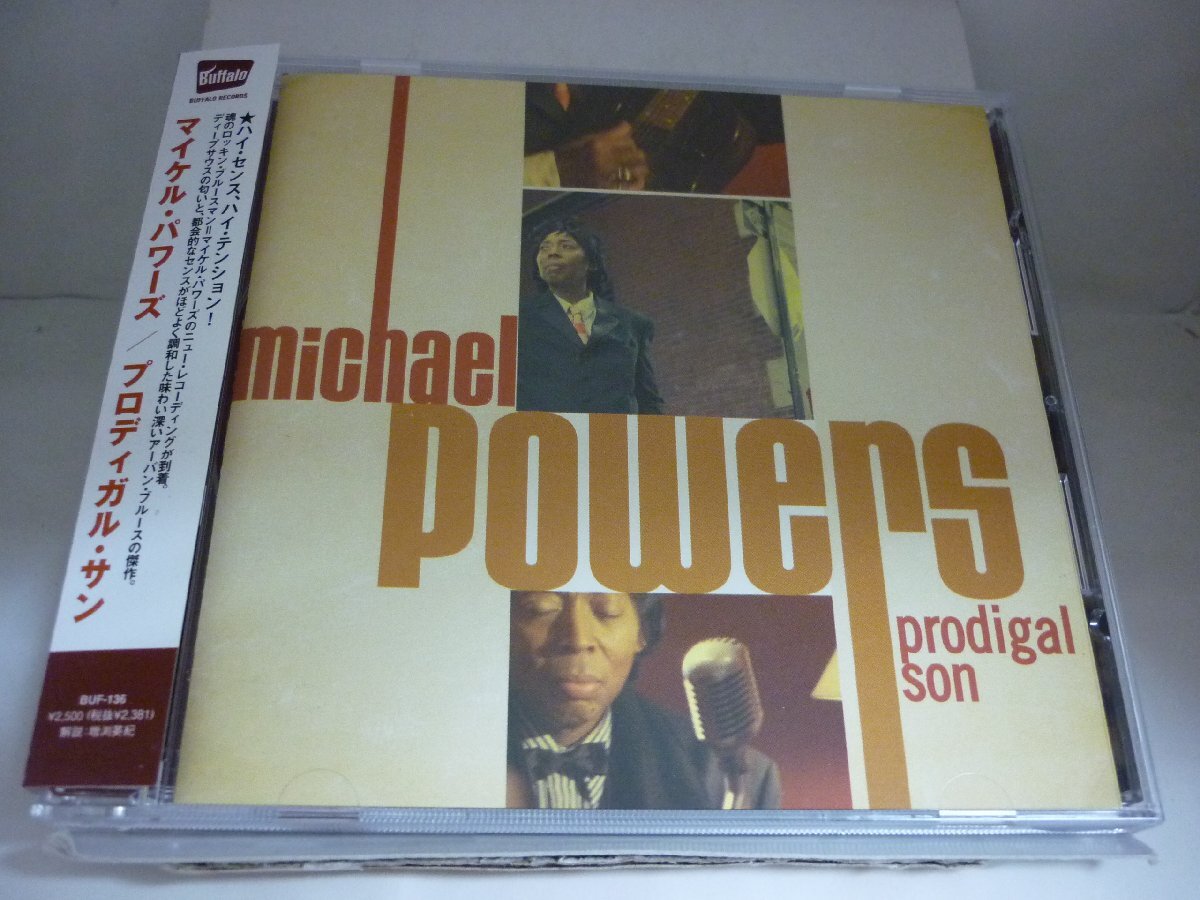 Buffalo
BUFFALO RECORDS
★ハイ・センス、ハイ・テンション!
魂のロッキン・ブルースマン=マイケル・パワーズのニュー・レコーディングが到着。
ディープサウスの匂いと、都会的なセンスがほどよく調和した味わい深いアーバン・ブルースの傑作。
マイケル・パワーズ / プロディガル・サン
BUF-136
¥2,500 (税抜¥2,381)
解説:増渕英紀
michael
powers
prodigal
son